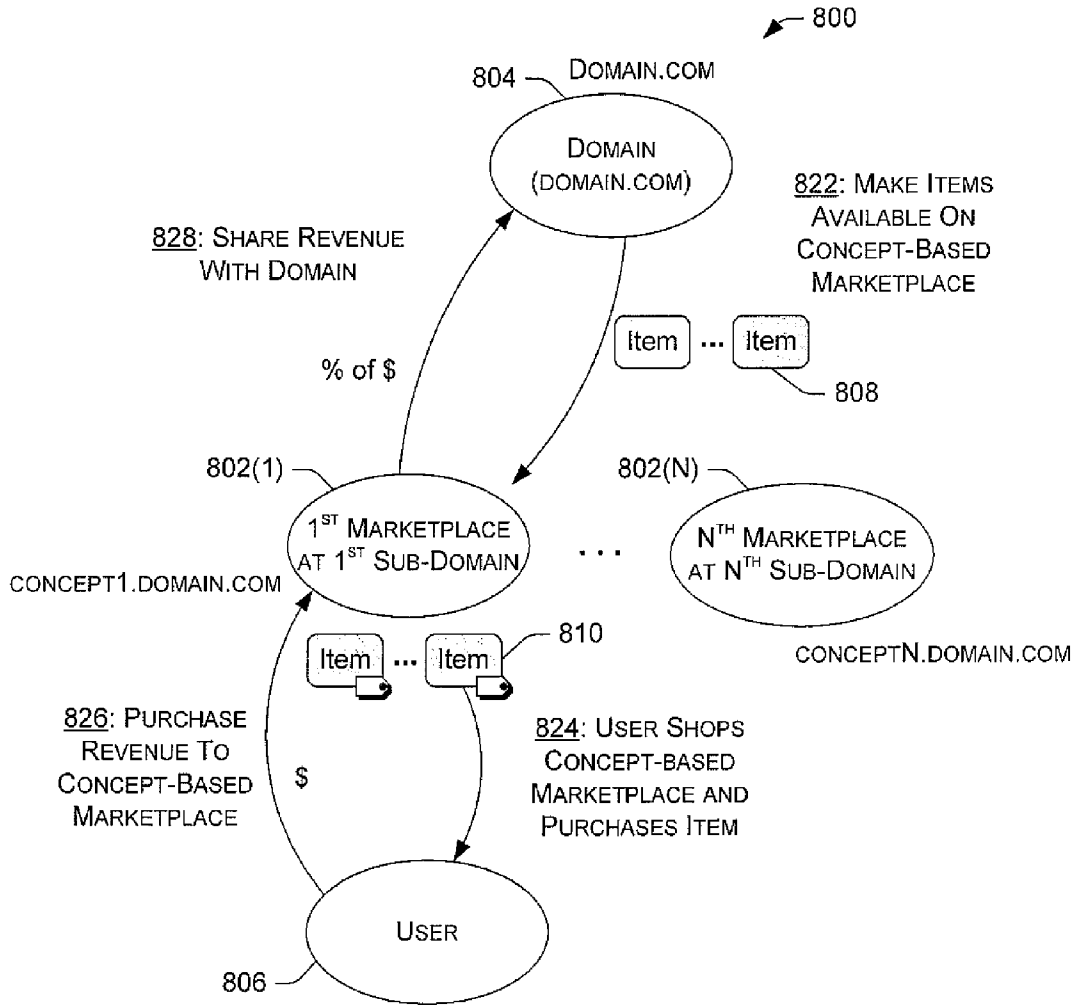 800
DOMAIN.COM
804
DOMAIN
(DOMAIN.COM)
822: MAKE ITEMS
AVAILABLE ON
CONCEPT-BASED
MARKETPLACE
828: SHARE REVENUE
WITH DOMAIN
Item ... Item
808
% of $
802(1)
802(N)
1ST MARKETPLACE
AT 1ST SUB-DOMAIN
...
NTH MARKETPLACE
AT NTH SUB-DOMAIN
CONCEPT1.DOMAIN.COM
CONCEPTN.DOMAIN.COM
Item ... Item
810
826: PURCHASE
REVENUE TO
CONCEPT-BASED
MARKETPLACE
$
824: USER SHOPS
CONCEPT-BASED
MARKETPLACE AND
PURCHASES ITEM
USER
806